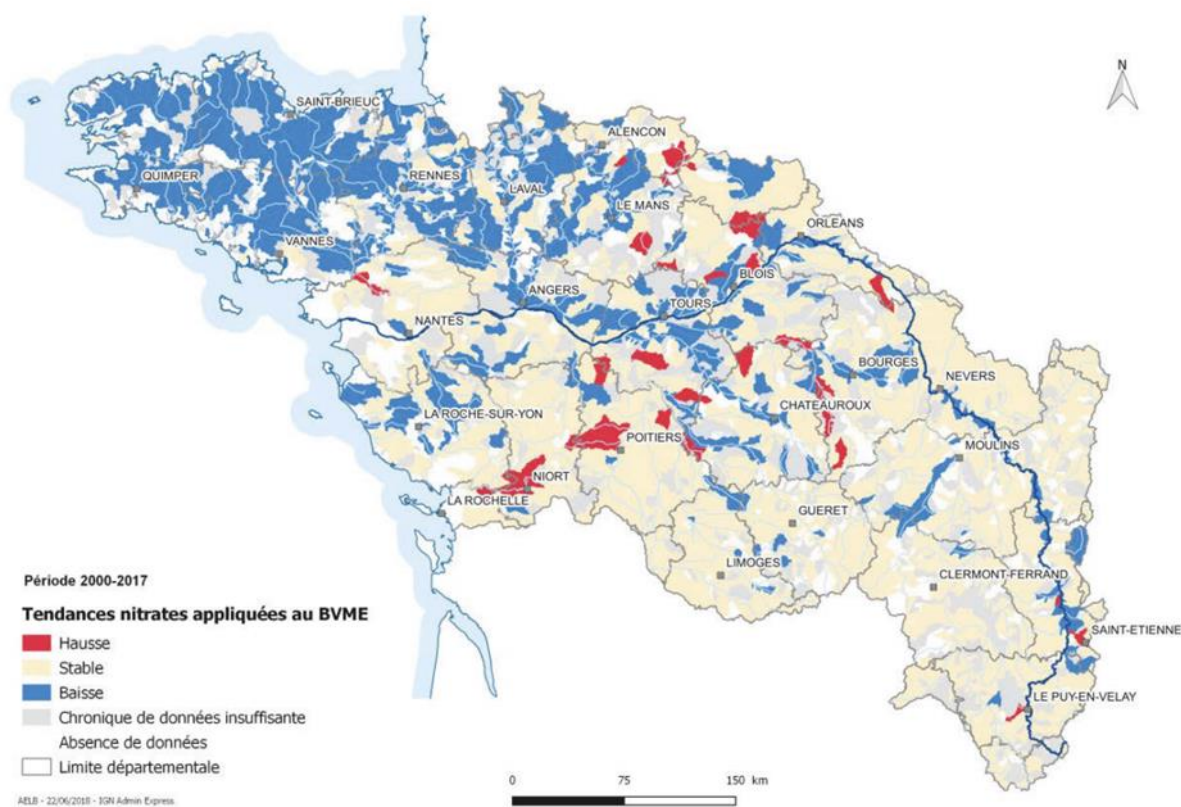 N
SAINT-BRIEUC
ALENCON
QUIMPER
RENNES
LAVAL
LE MANS
ORLEANS
VANNES
BLOIS
ANGERS
TOURS
NANTES
BOURGES
NEVERS
CHATEAUROUX
LA ROCHE-SUR-YON
POITIERS
MOULINS
NIORT
LA ROCHELLE
GUERET
LIMOGES
CLERMONT-FERRAND
SAINT-ETIENNE
LE PUY-EN-VELAY
Période 2000-2017
Tendances nitrates appliquées au BVME
Hausse
Stable
Baisse
Chronique de données insuffisante
Absence de données
Limite départementale
0 75 150 km
AELB - 22/06/2018 - IGN Admin Express